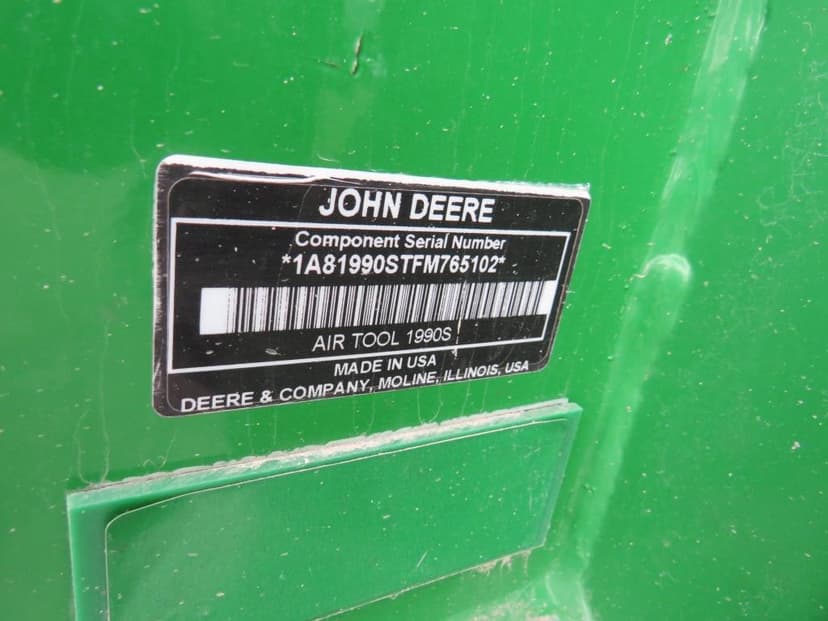 JOHN DEERE
Component Serial Number
*1A81990STFM765102*
AIR TOOL 1990S
MADE IN USA
DEERE & COMPANY, MOLINE, ILLINOIS, USA